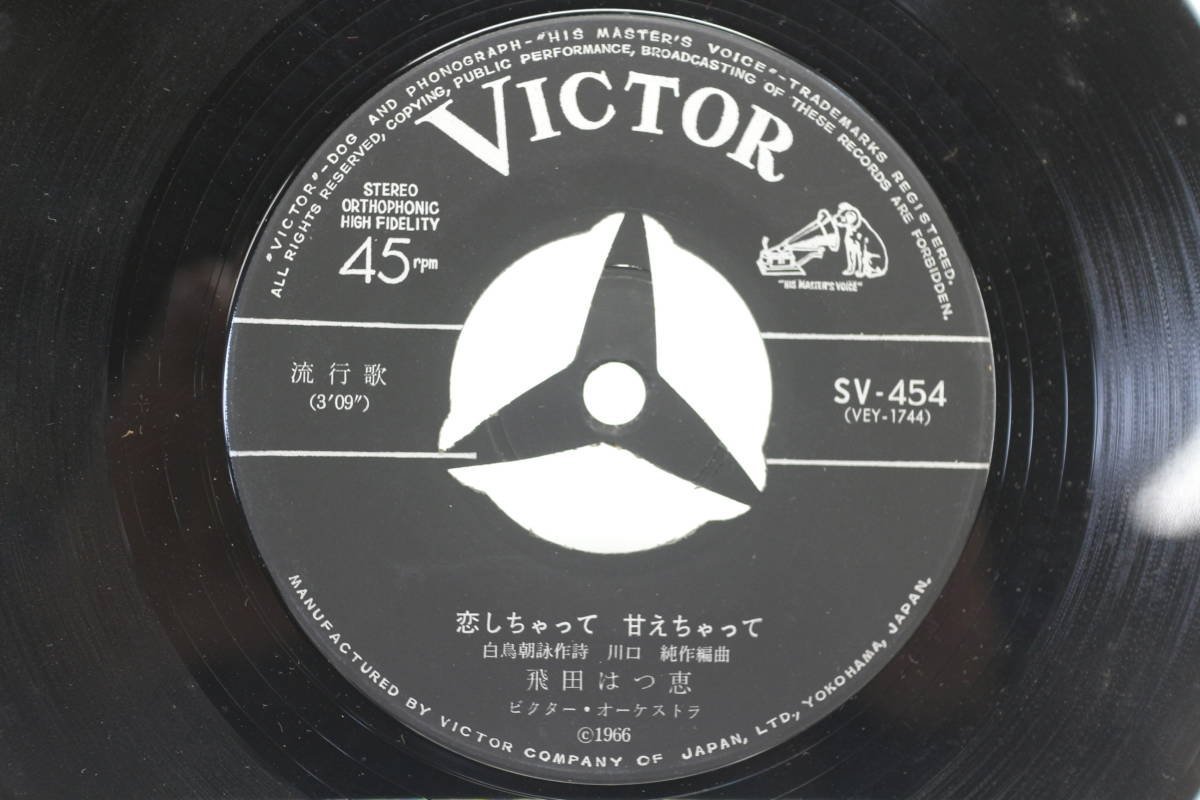 "VICTOR"-DOG AND PHONOGRAPH-"HIS MASTER'S VOICE"-TRADEMARKS REGISTERED.
ALL RIGHTS RESERVED, COPYING, PUBLIC PERFORMANCE, BROADCASTING OF THESE RECORDS ARE FORBIDDEN.
VICTOR
STEREO
ORTHOPHONIC
HIGH FIDELITY
45 rpm
"HIS MASTER'S VOICE"
流行歌
(3'09")
SV-454
(VEY-1744)
恋しちゃって 甘えちゃって
白鳥朝詠作詩 川口 純作編曲
飛田はつ恵
ビクター・オーケストラ
©1966
MANUFACTURED BY VICTOR COMPANY OF JAPAN, LTD., YOKOHAMA, JAPAN.